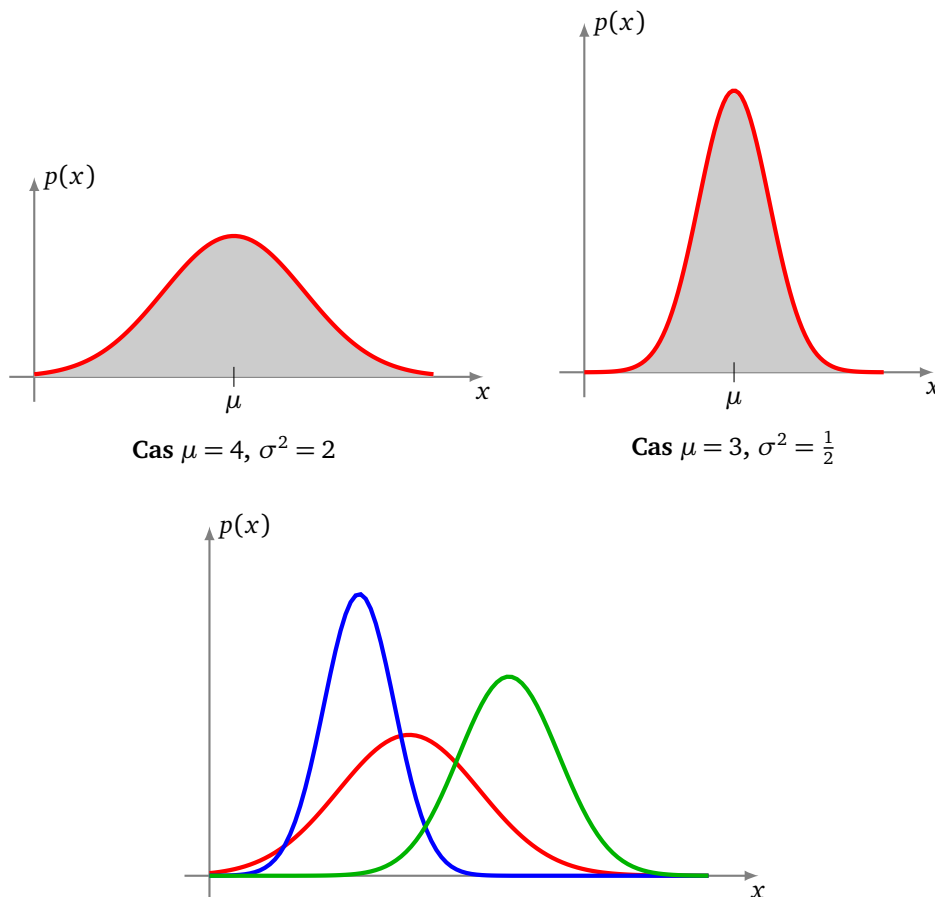 p(x)
x
μ
Cas μ = 4, σ² = 2
p(x)
x
μ
Cas μ = 3, σ² = 1/2
p(x)
x